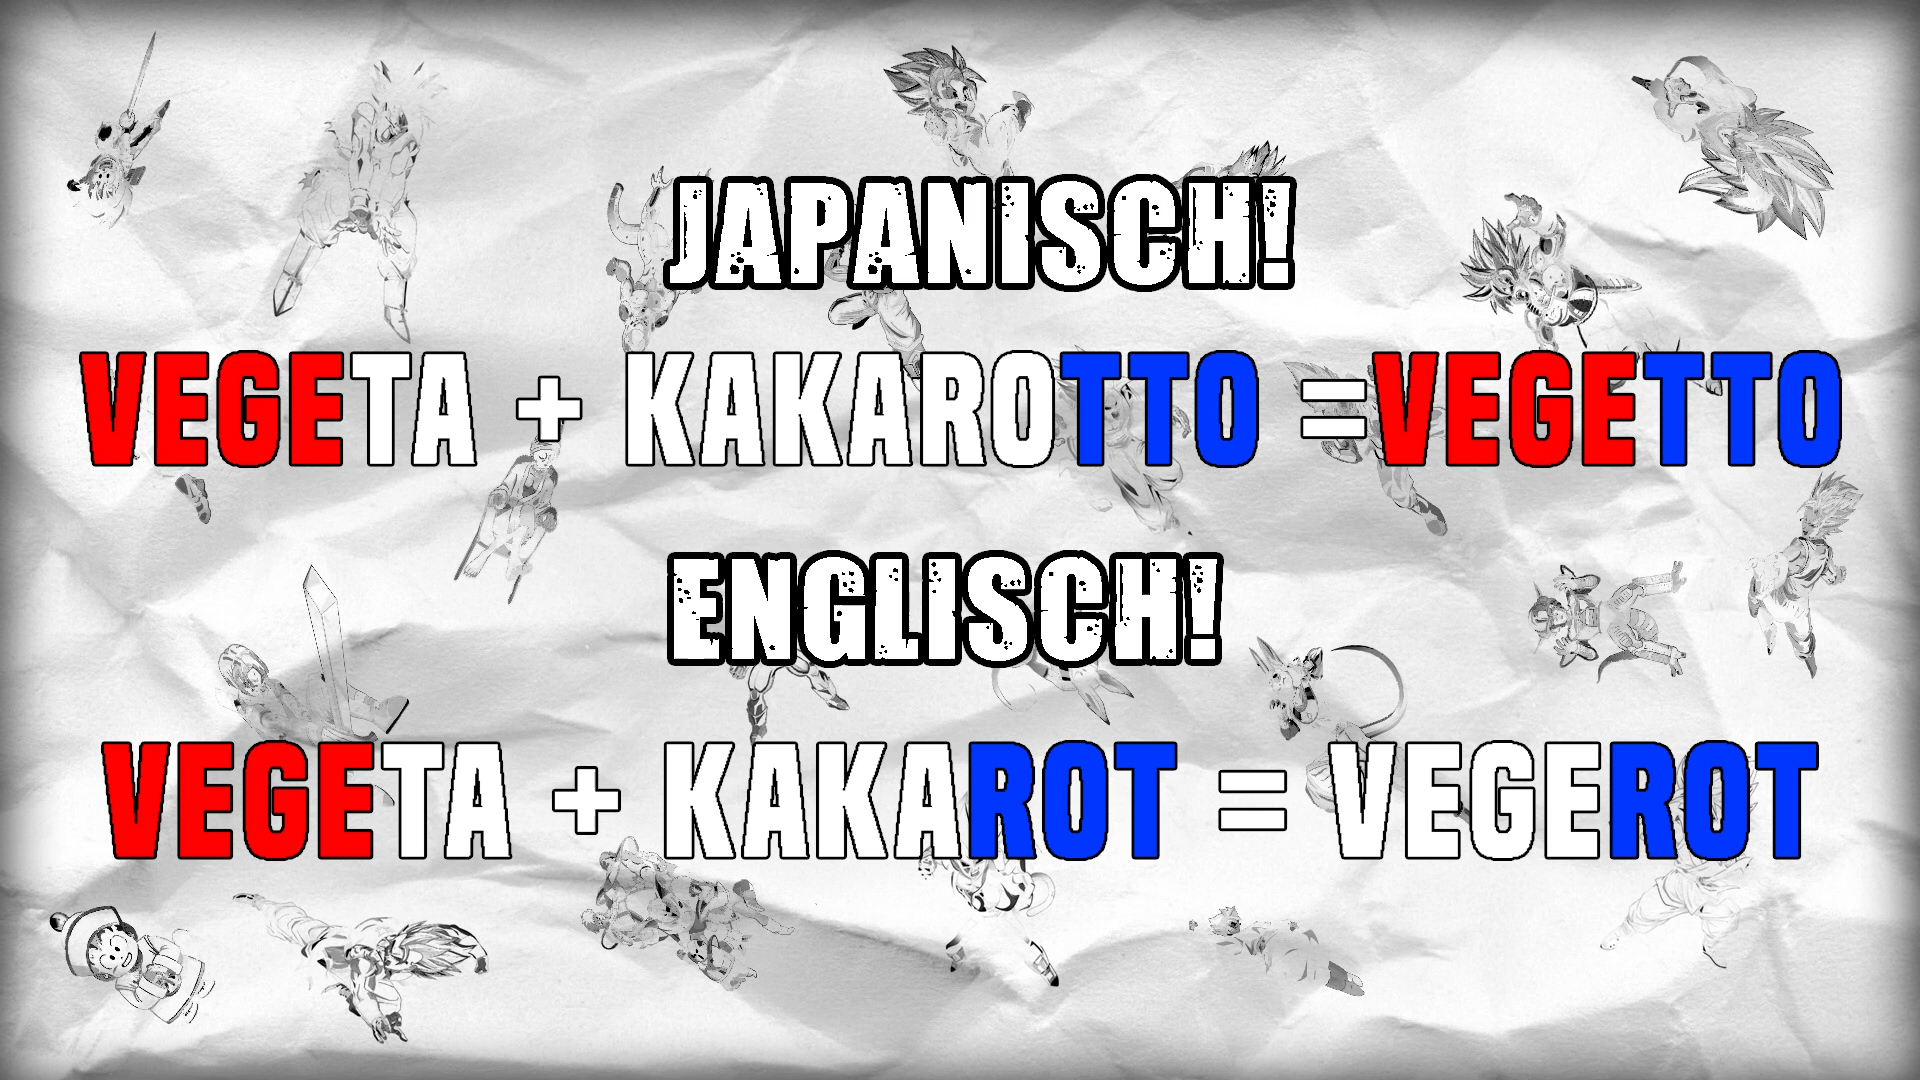 JAPANISCH!
VEGETA + KAKAROTTO =VEGETTO
ENGLISCH!
VEGETA + KAKAROT = VEGEROT